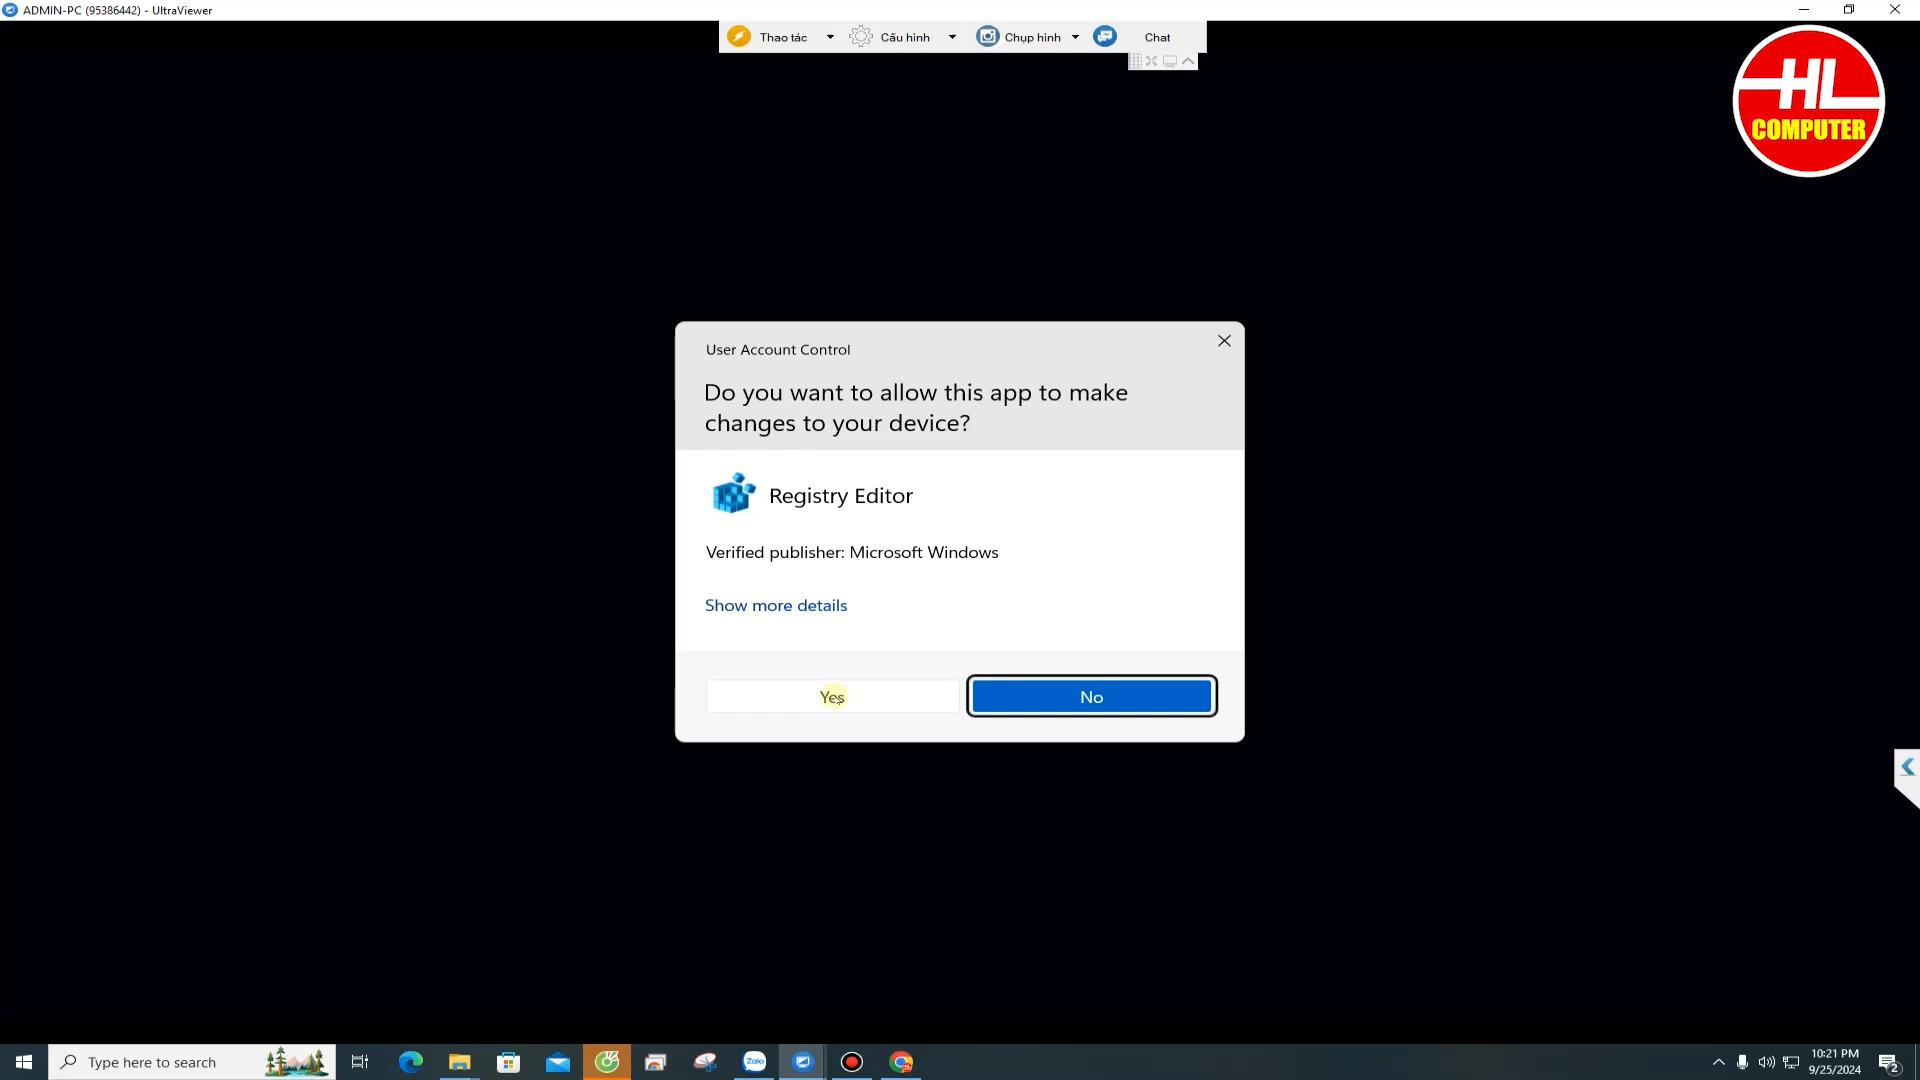 ADMIN-PC (95386442) - UltraViewer
Thao tác
Cấu hình
Chụp hình
Chat
HL
COMPUTER
User Account Control
Do you want to allow this app to make
changes to your device?
Registry Editor
Verified publisher: Microsoft Windows
Show more details
Yes
No
Type here to search
Zalo
10:21 PM
9/25/2024
2